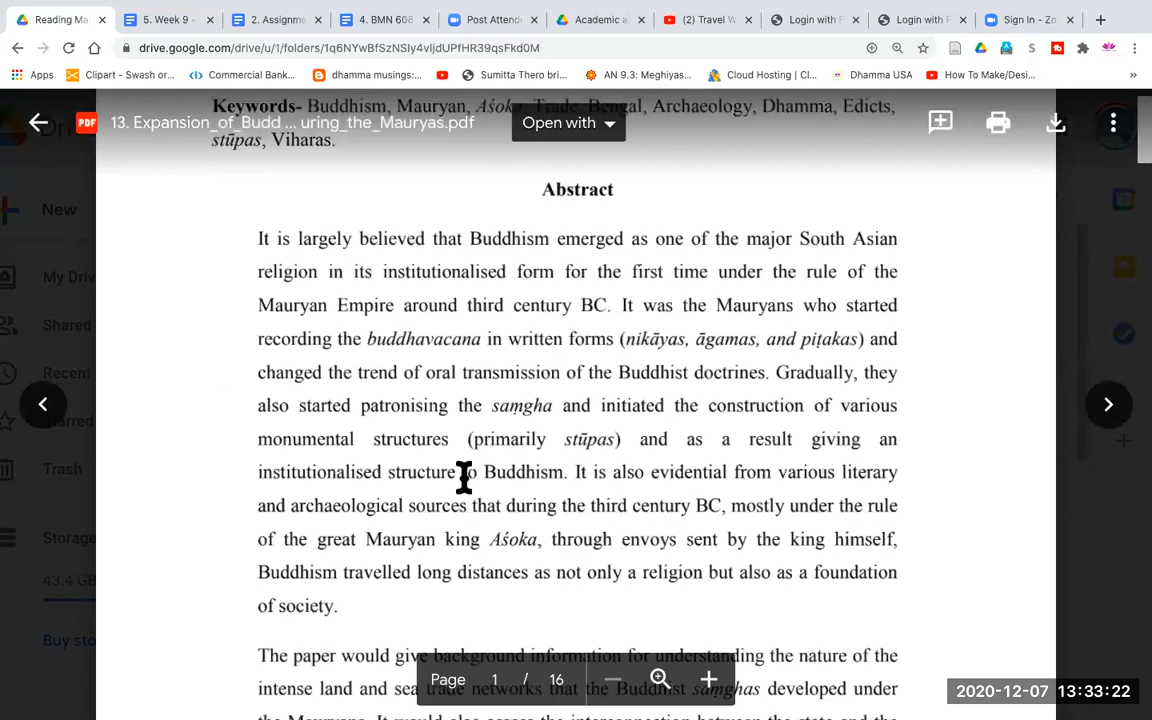 Reading Ma
5. Week 9 -
2. Assignme
4. BMN 608
Post Attend
Academic a
(2) Travel W
Login with F
Login with F
Sign In - Zo
drive.google.com/drive/u/1/folders/1q6NYwBfSzNSIy4vIjdUPfHR39qsFkd0M
Apps
Clipart - Swash or...
Commercial Bank...
dhamma musings:...
Sumitta Thero bri...
AN 9.3: Meghiyas...
Cloud Hosting | Cl...
Dhamma USA
How To Make/Desi...
Keywords- Buddhism, Mauryan, Aśoka, Trade, Bengal, Archaeology, Dhamma, Edicts,
PDF
13. Expansion_of_Budd ... uring_the_Mauryas.pdf
Open with
stūpas, Viharas.
Abstract
New
It is largely believed that Buddhism emerged as one of the major South Asian
religion in its institutionalised form for the first time under the rule of the
My Driv
Mauryan Empire around third century BC. It was the Mauryans who started
Shared
recording the buddhavacana in written forms (nikāyas, āgamas, and piṭakas) and
changed the trend of oral transmission of the Buddhist doctrines. Gradually, they
Recent
also started patronising the saṃgha and initiated the construction of various
Starred
monumental structures (primarily stūpas) and as a result giving an
Trash
institutionalised structure to Buddhism. It is also evidential from various literary
and archaeological sources that during the third century BC, mostly under the rule
Storage
of the great Mauryan king Aśoka, through envoys sent by the king himself,
43.4 GB
Buddhism travelled long distances as not only a religion but also as a foundation
of society.
Buy sto
The paper would give background information for understanding the nature of the
Page 1 / 16
intense land and sea trade networks that the Buddhist saṃghas developed under
2020-12-07 13:33:22